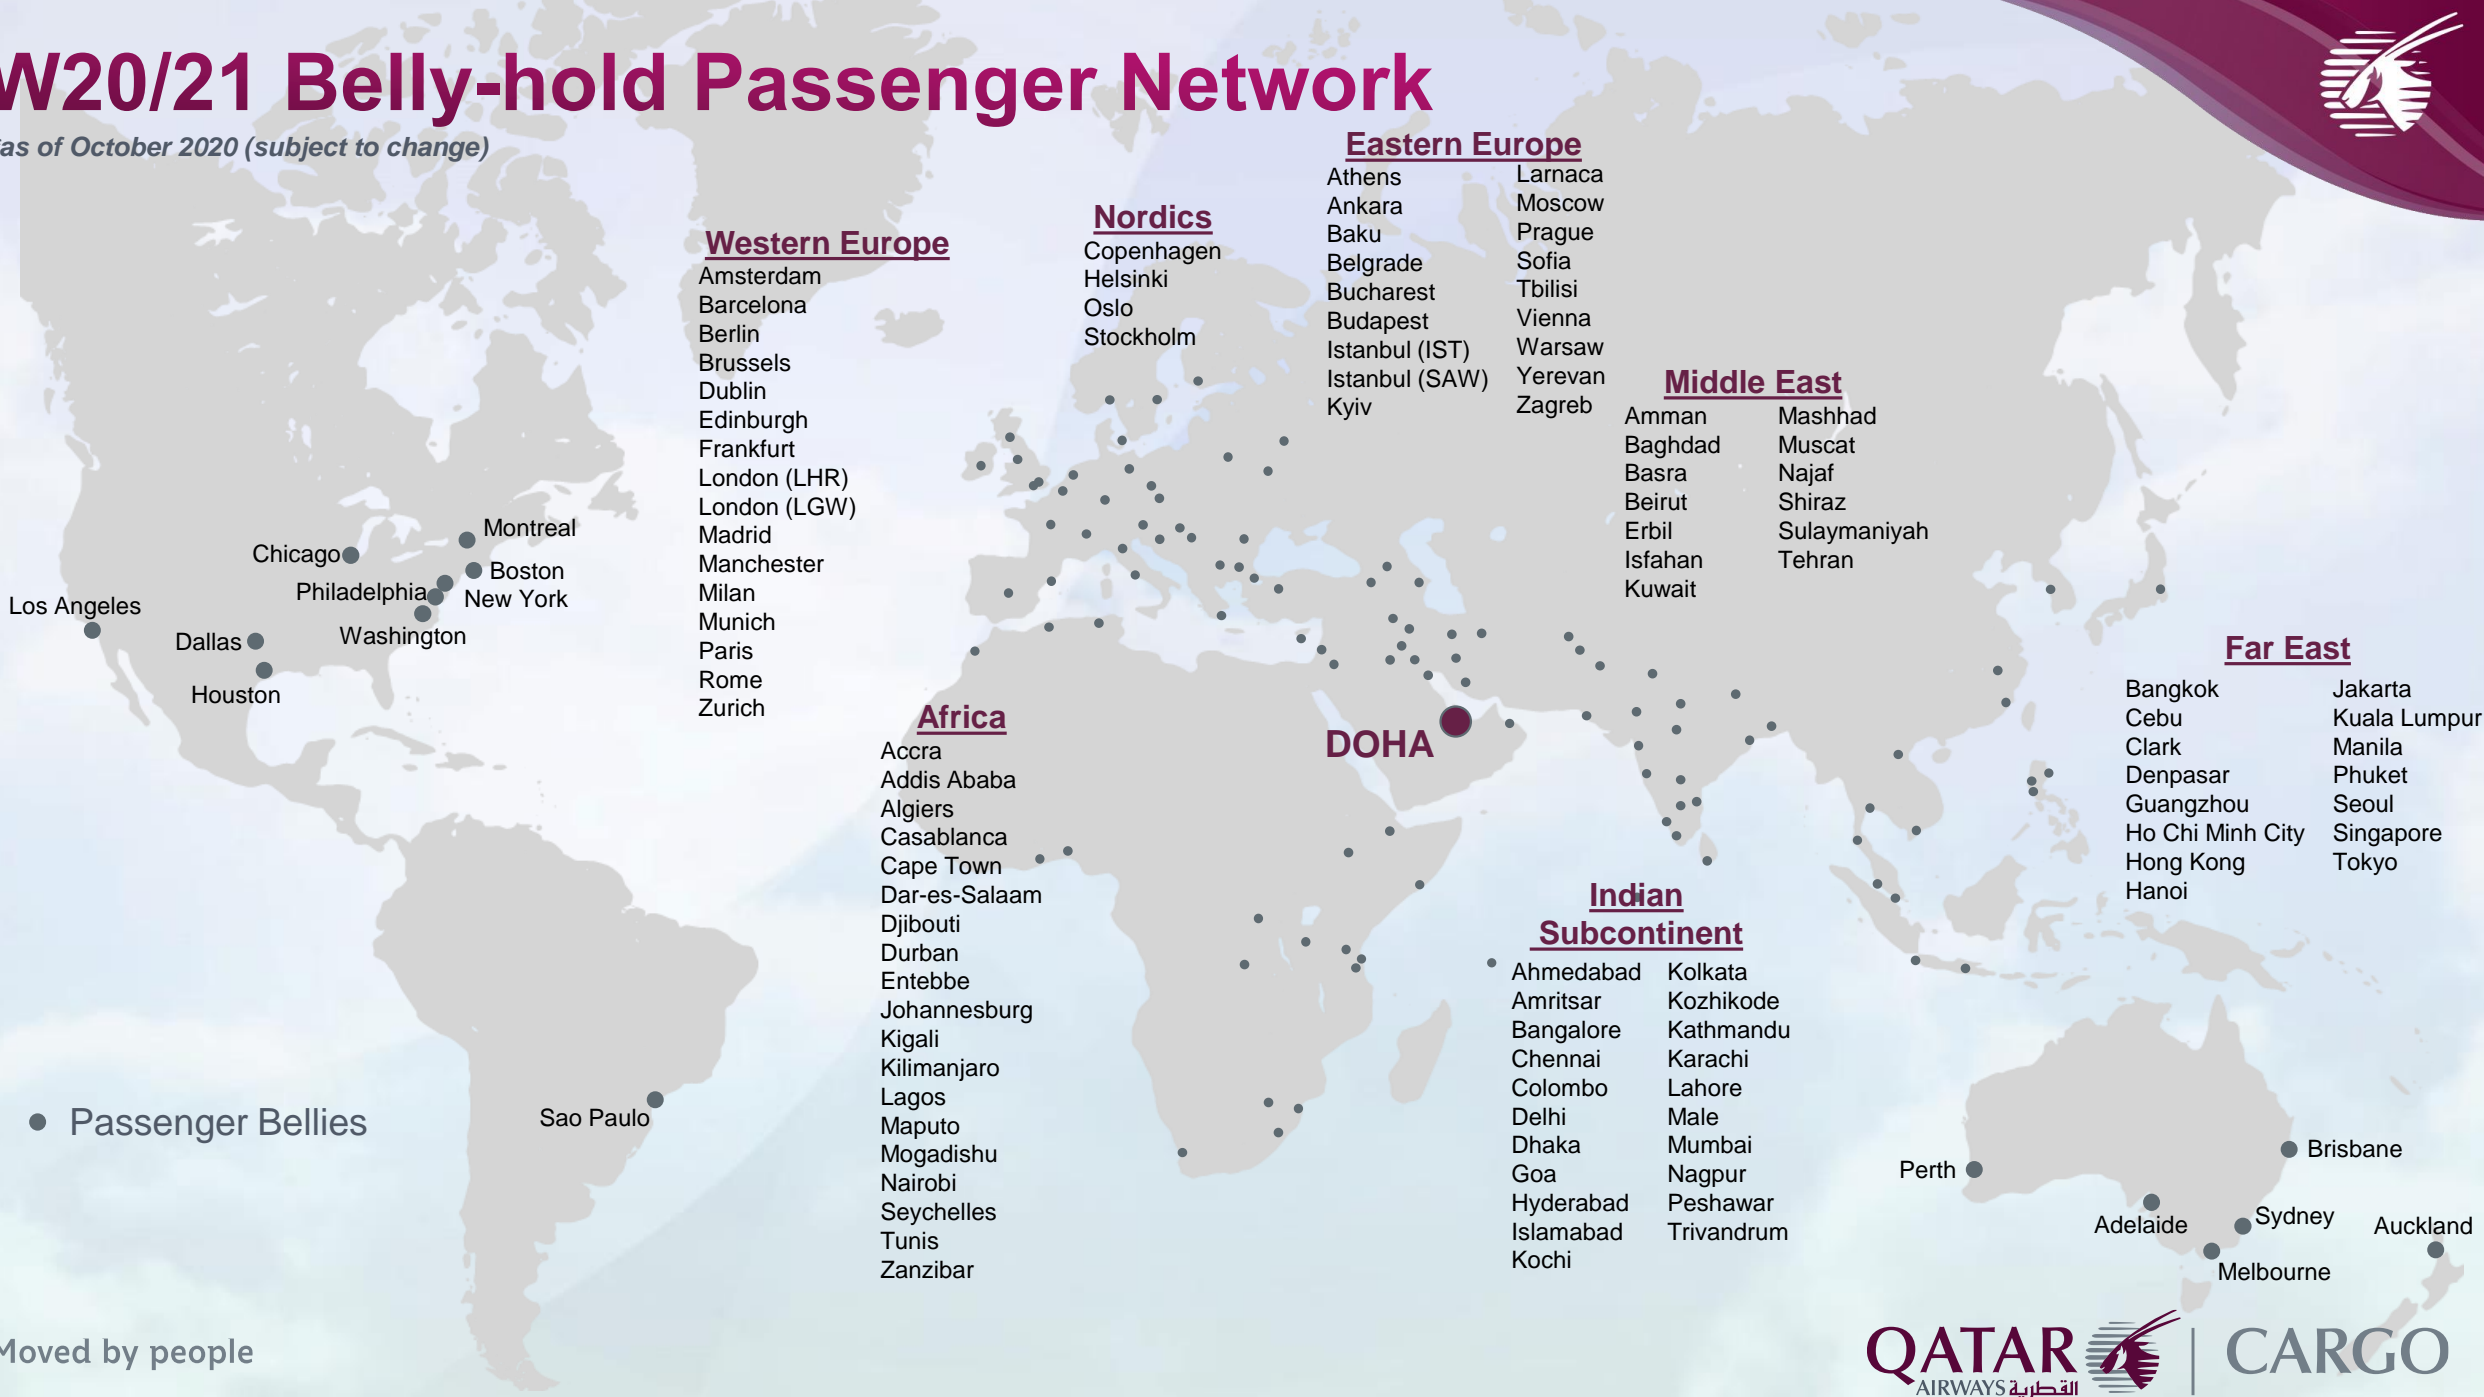 W20/21 Belly-hold Passenger Network
as of October 2020 (subject to change)
Western Europe
Amsterdam
Barcelona
Berlin
Brussels
Dublin
Edinburgh
Frankfurt
London (LHR)
London (LGW)
Madrid
Manchester
Milan
Munich
Paris
Rome
Zurich
Nordics
Copenhagen
Helsinki
Oslo
Stockholm
Eastern Europe
Athens
Ankara
Baku
Belgrade
Bucharest
Budapest
Istanbul (IST)
Istanbul (SAW)
Kyiv
Larnaca
Moscow
Prague
Sofia
Tbilisi
Vienna
Warsaw
Yerevan
Zagreb
Middle East
Amman
Baghdad
Basra
Beirut
Erbil
Isfahan
Kuwait
Mashhad
Muscat
Najaf
Shiraz
Sulaymaniyah
Tehran
Montreal
Chicago
Boston
Philadelphia
New York
Los Angeles
Washington
Dallas
Houston
Far East
Bangkok
Cebu
Clark
Denpasar
Guangzhou
Ho Chi Minh City
Hong Kong
Hanoi
Jakarta
Kuala Lumpur
Manila
Phuket
Seoul
Singapore
Tokyo
DOHA
Africa
Accra
Addis Ababa
Algiers
Casablanca
Cape Town
Dar-es-Salaam
Djibouti
Durban
Entebbe
Johannesburg
Kigali
Kilimanjaro
Lagos
Maputo
Mogadishu
Nairobi
Seychelles
Tunis
Zanzibar
Indian
Subcontinent
Ahmedabad
Amritsar
Bangalore
Chennai
Colombo
Delhi
Dhaka
Goa
Hyderabad
Islamabad
Kochi
Kolkata
Kozhikode
Kathmandu
Karachi
Lahore
Male
Mumbai
Nagpur
Peshawar
Trivandrum
Passenger Bellies
Sao Paulo
Perth
Brisbane
Adelaide
Sydney
Auckland
Melbourne
Moved by people
QATAR
AIRWAYS القطرية
CARGO